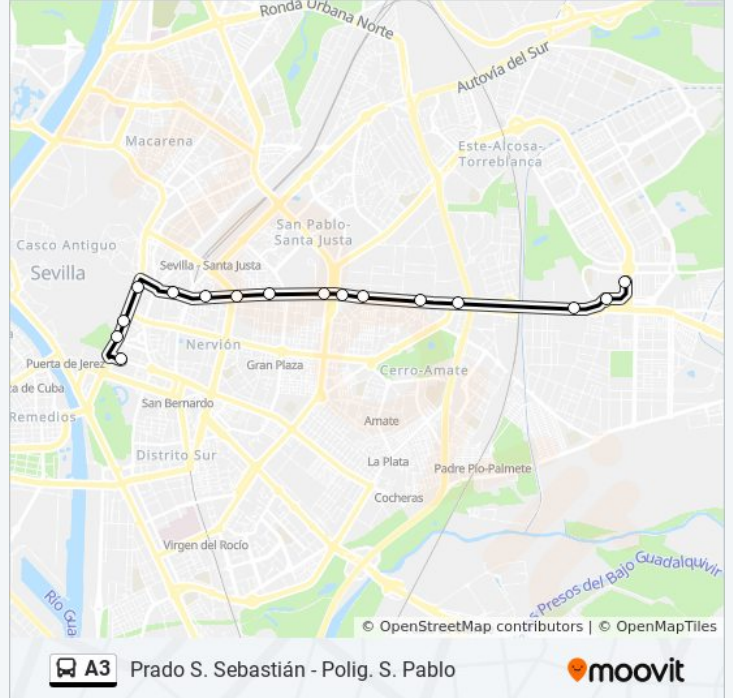 Ronda Urbana Norte
Autovía del Sur
Macarena
Este-Alcosa-
Torreblanca
San Pablo-
Santa Justa
Casco Antiguo
Sevilla - Santa Justa
Sevilla
Nervión
Puerta de Jerez
Gran Plaza
Cerro-Amate
za de Cuba
San Bernardo
Remedios
Amate
Distrito Sur
La Plata
Padre Pío-Palmete
Cocheras
Virgen del Rocío
Presos del Bajo Guadalquivir
Río Gua
© OpenStreetMap contributors | © OpenMapTiles
A3 Prado S. Sebastián - Polig. S. Pablo
moovit